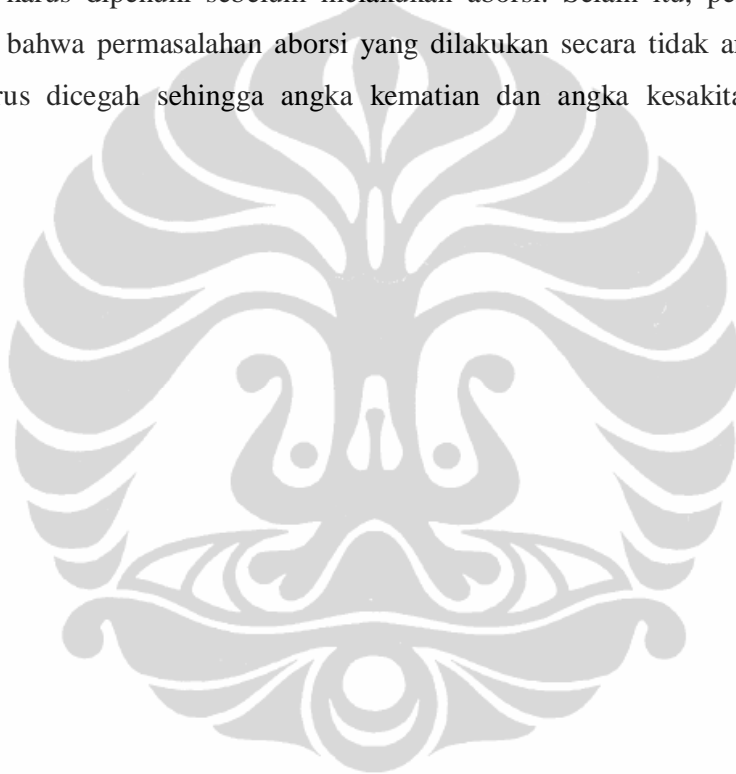 harus dipenuhi sebelum melakukan aborsi. Selain itu, pe
bahwa permasalahan aborsi yang dilakukan secara tidak a
rus dicegah sehingga angka kematian dan angka kesakita